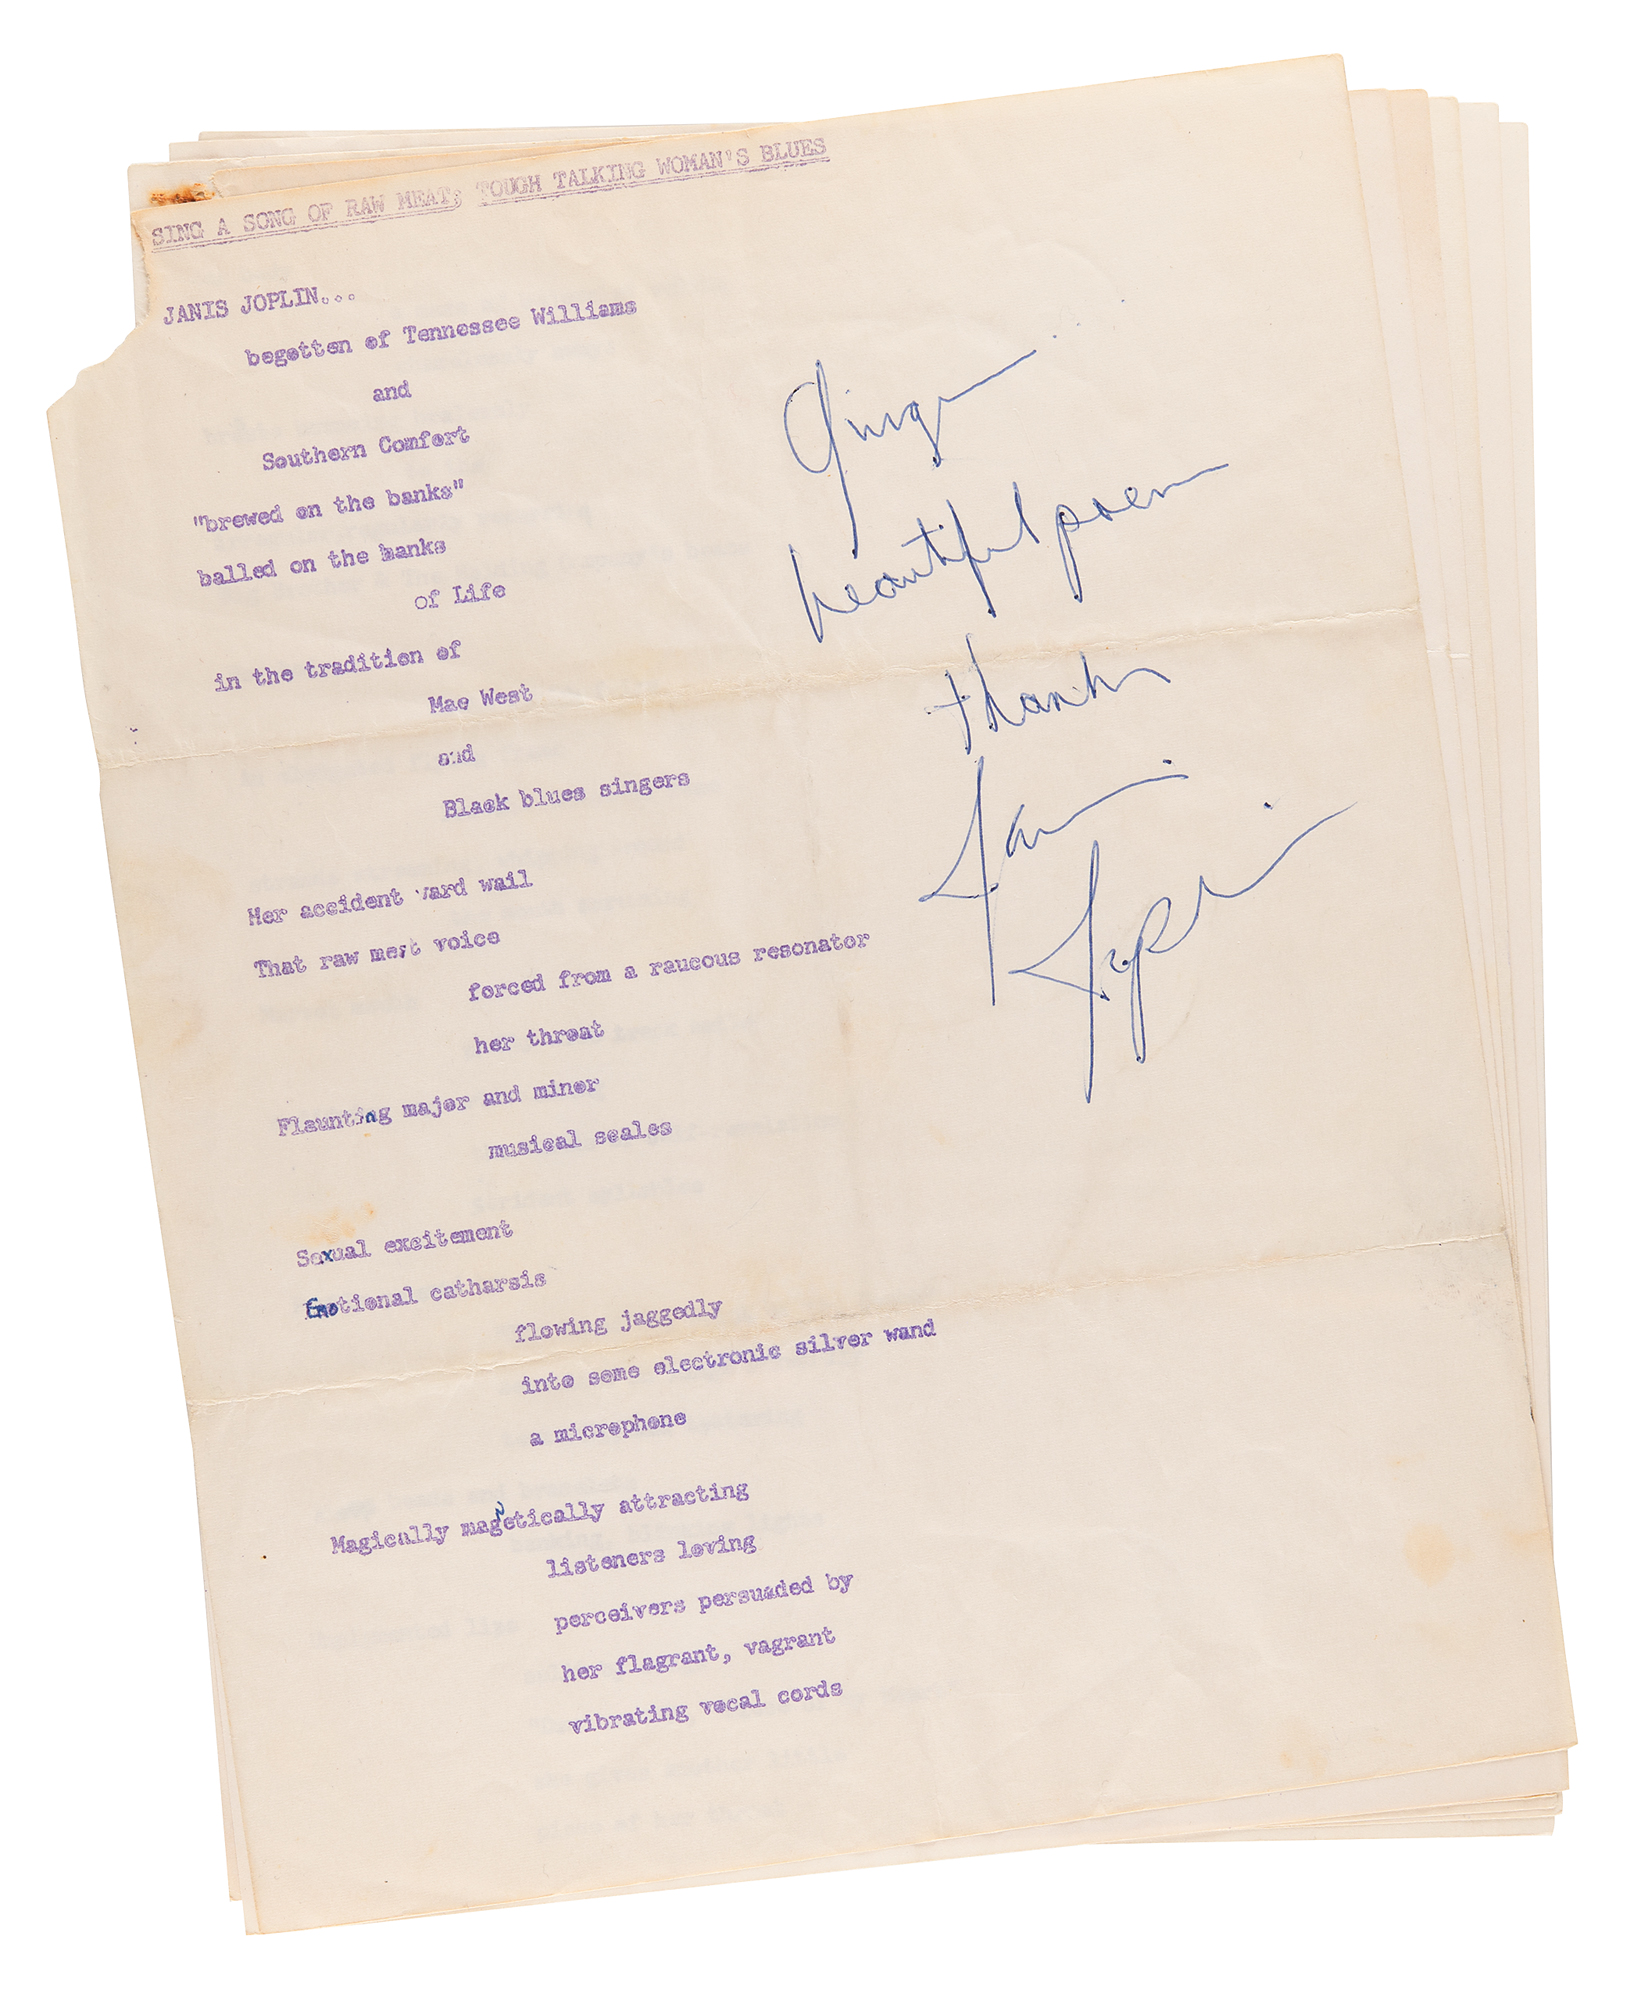 SING A SONG OF RAW MEAT; TOUGH TALKING WOMAN'S BLUES
JANIS JOPLIN...
begotten of Tennessee Williams
and
Southern Comfort
"brewed on the banks"
balled on the banks
of Life
in the tradition of
Mae West
and
Black blues singers
Her accident ward wail
That raw meat voice
forced from a raucous resonator
her throat
Flaunting major and minor
musical scales
Sexual excitement
Emotional catharsis
flowing jaggedly
into some electronic silver wand
a microphone
Magically magnetically attracting
listeners loving
perceivers persuaded by
her flagrant, vagrant
vibrating vocal cords
Ginger
beautiful poem
thanks
Janis
Joplin